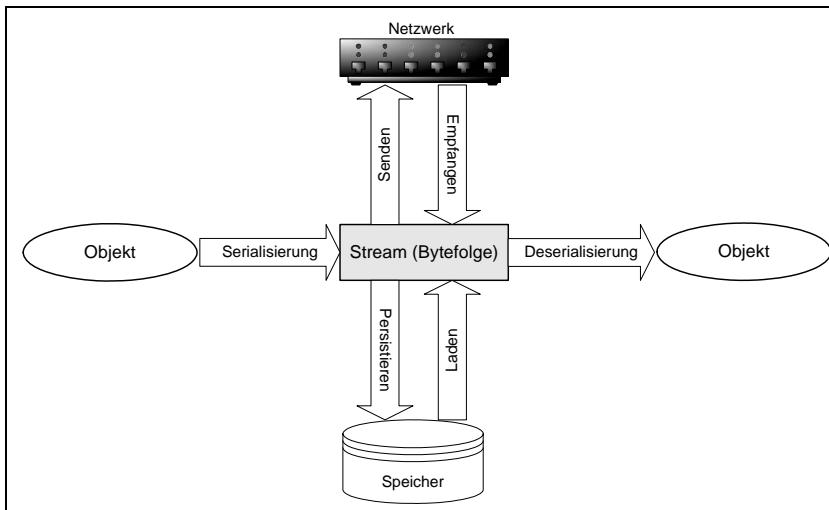 Netzwerk
Senden
Empfangen
Objekt
Serialisierung
Stream (Bytefolge)
Deserialisierung
Objekt
Persistieren
Laden
Speicher